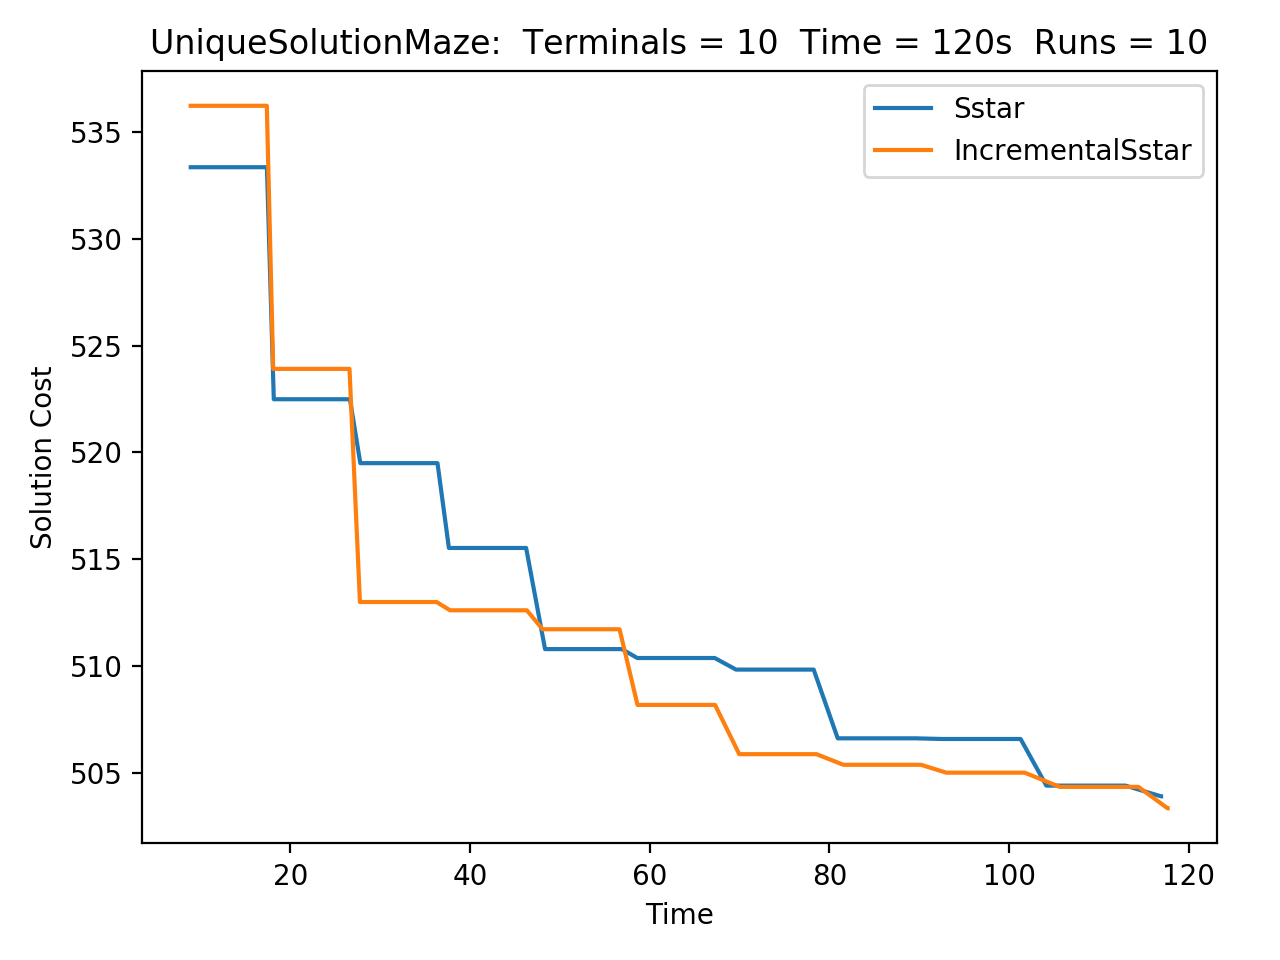 UniqueSolutionMaze:  Terminals = 10  Time = 120s  Runs = 10
Sstar
IncrementalSstar
535
530
525
520
515
510
505
Solution Cost
20 40 60 80 100 120
Time